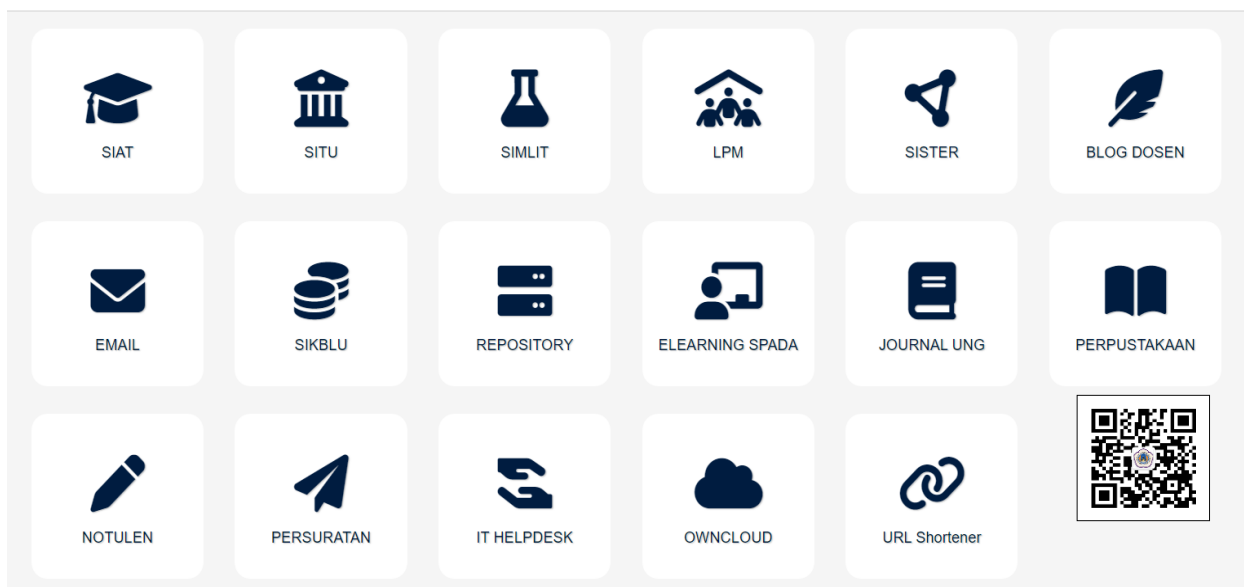 SIAT
SITU
SIMLIT
LPM
SISTER
BLOG DOSEN
EMAIL
SIKBLU
REPOSITORY
ELEARNING SPADA
JOURNAL UNG
PERPUSTAKAAN
NOTULEN
PERSURATAN
IT HELPDESK
OWNCLOUD
URL Shortener